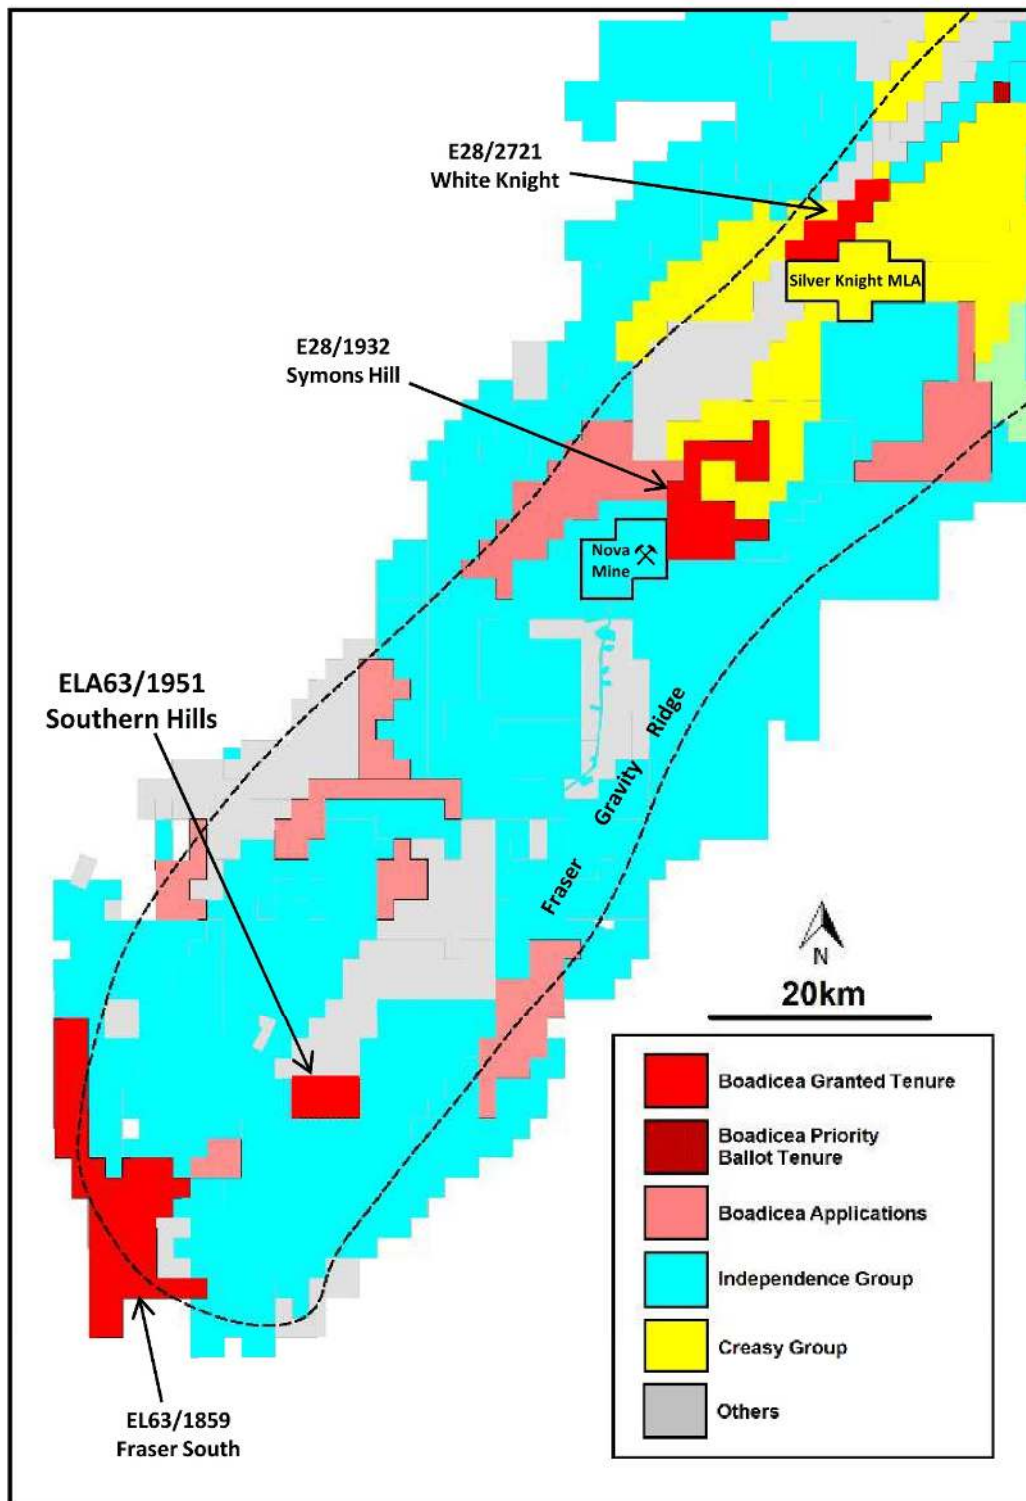 E28/2721
White Knight
Silver Knight MLA
E28/1932
Symons Hill
Nova
Mine
ELA63/1951
Southern Hills
Fraser Gravity Ridge
N
20km
Boadicea Granted Tenure
Boadicea Priority
Ballot Tenure
Boadicea Applications
Independence Group
Creasy Group
Others
EL63/1859
Fraser South